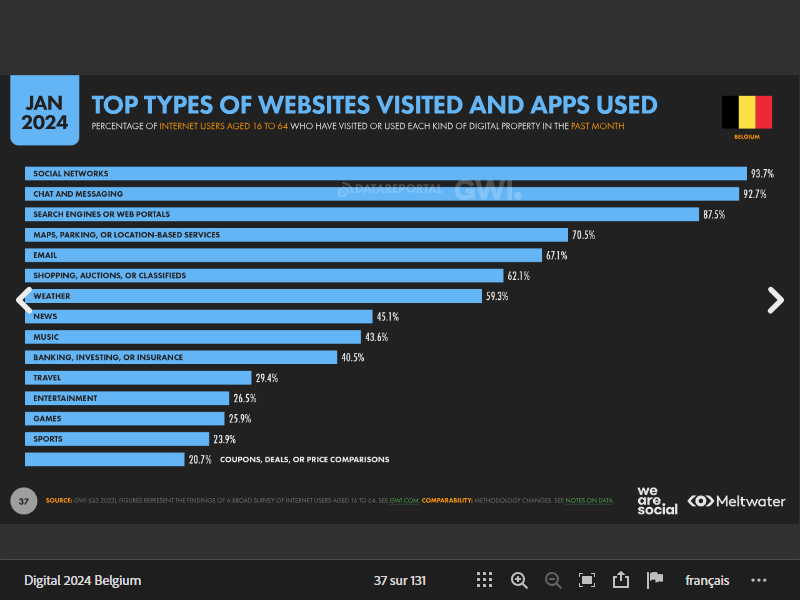 JAN
2024
TOP TYPES OF WEBSITES VISITED AND APPS USED
PERCENTAGE OF INTERNET USERS AGED 16 TO 64 WHO HAVE VISITED OR USED EACH KIND OF DIGITAL PROPERTY IN THE PAST MONTH
BELGIUM
SOCIAL NETWORKS 93.7%
CHAT AND MESSAGING 92.7%
DATAREPORTAL GWI.
SEARCH ENGINES OR WEB PORTALS 87.5%
MAPS, PARKING, OR LOCATION-BASED SERVICES 70.5%
EMAIL 67.1%
SHOPPING, AUCTIONS, OR CLASSIFIEDS 62.1%
WEATHER 59.3%
NEWS 45.1%
MUSIC 43.6%
BANKING, INVESTING, OR INSURANCE 40.5%
TRAVEL 29.4%
ENTERTAINMENT 26.5%
GAMES 25.9%
SPORTS 23.9%
20.7% COUPONS, DEALS, OR PRICE COMPARISONS
37
SOURCE: GWI (Q3 2023). FIGURES REPRESENT THE FINDINGS OF A BROAD SURVEY OF INTERNET USERS AGED 16 TO 64. SEE GWI.COM. COMPARABILITY: METHODOLOGY CHANGES. SEE NOTES ON DATA.
we
are.
social
Meltwater
Digital 2024 Belgium
37 sur 131
français